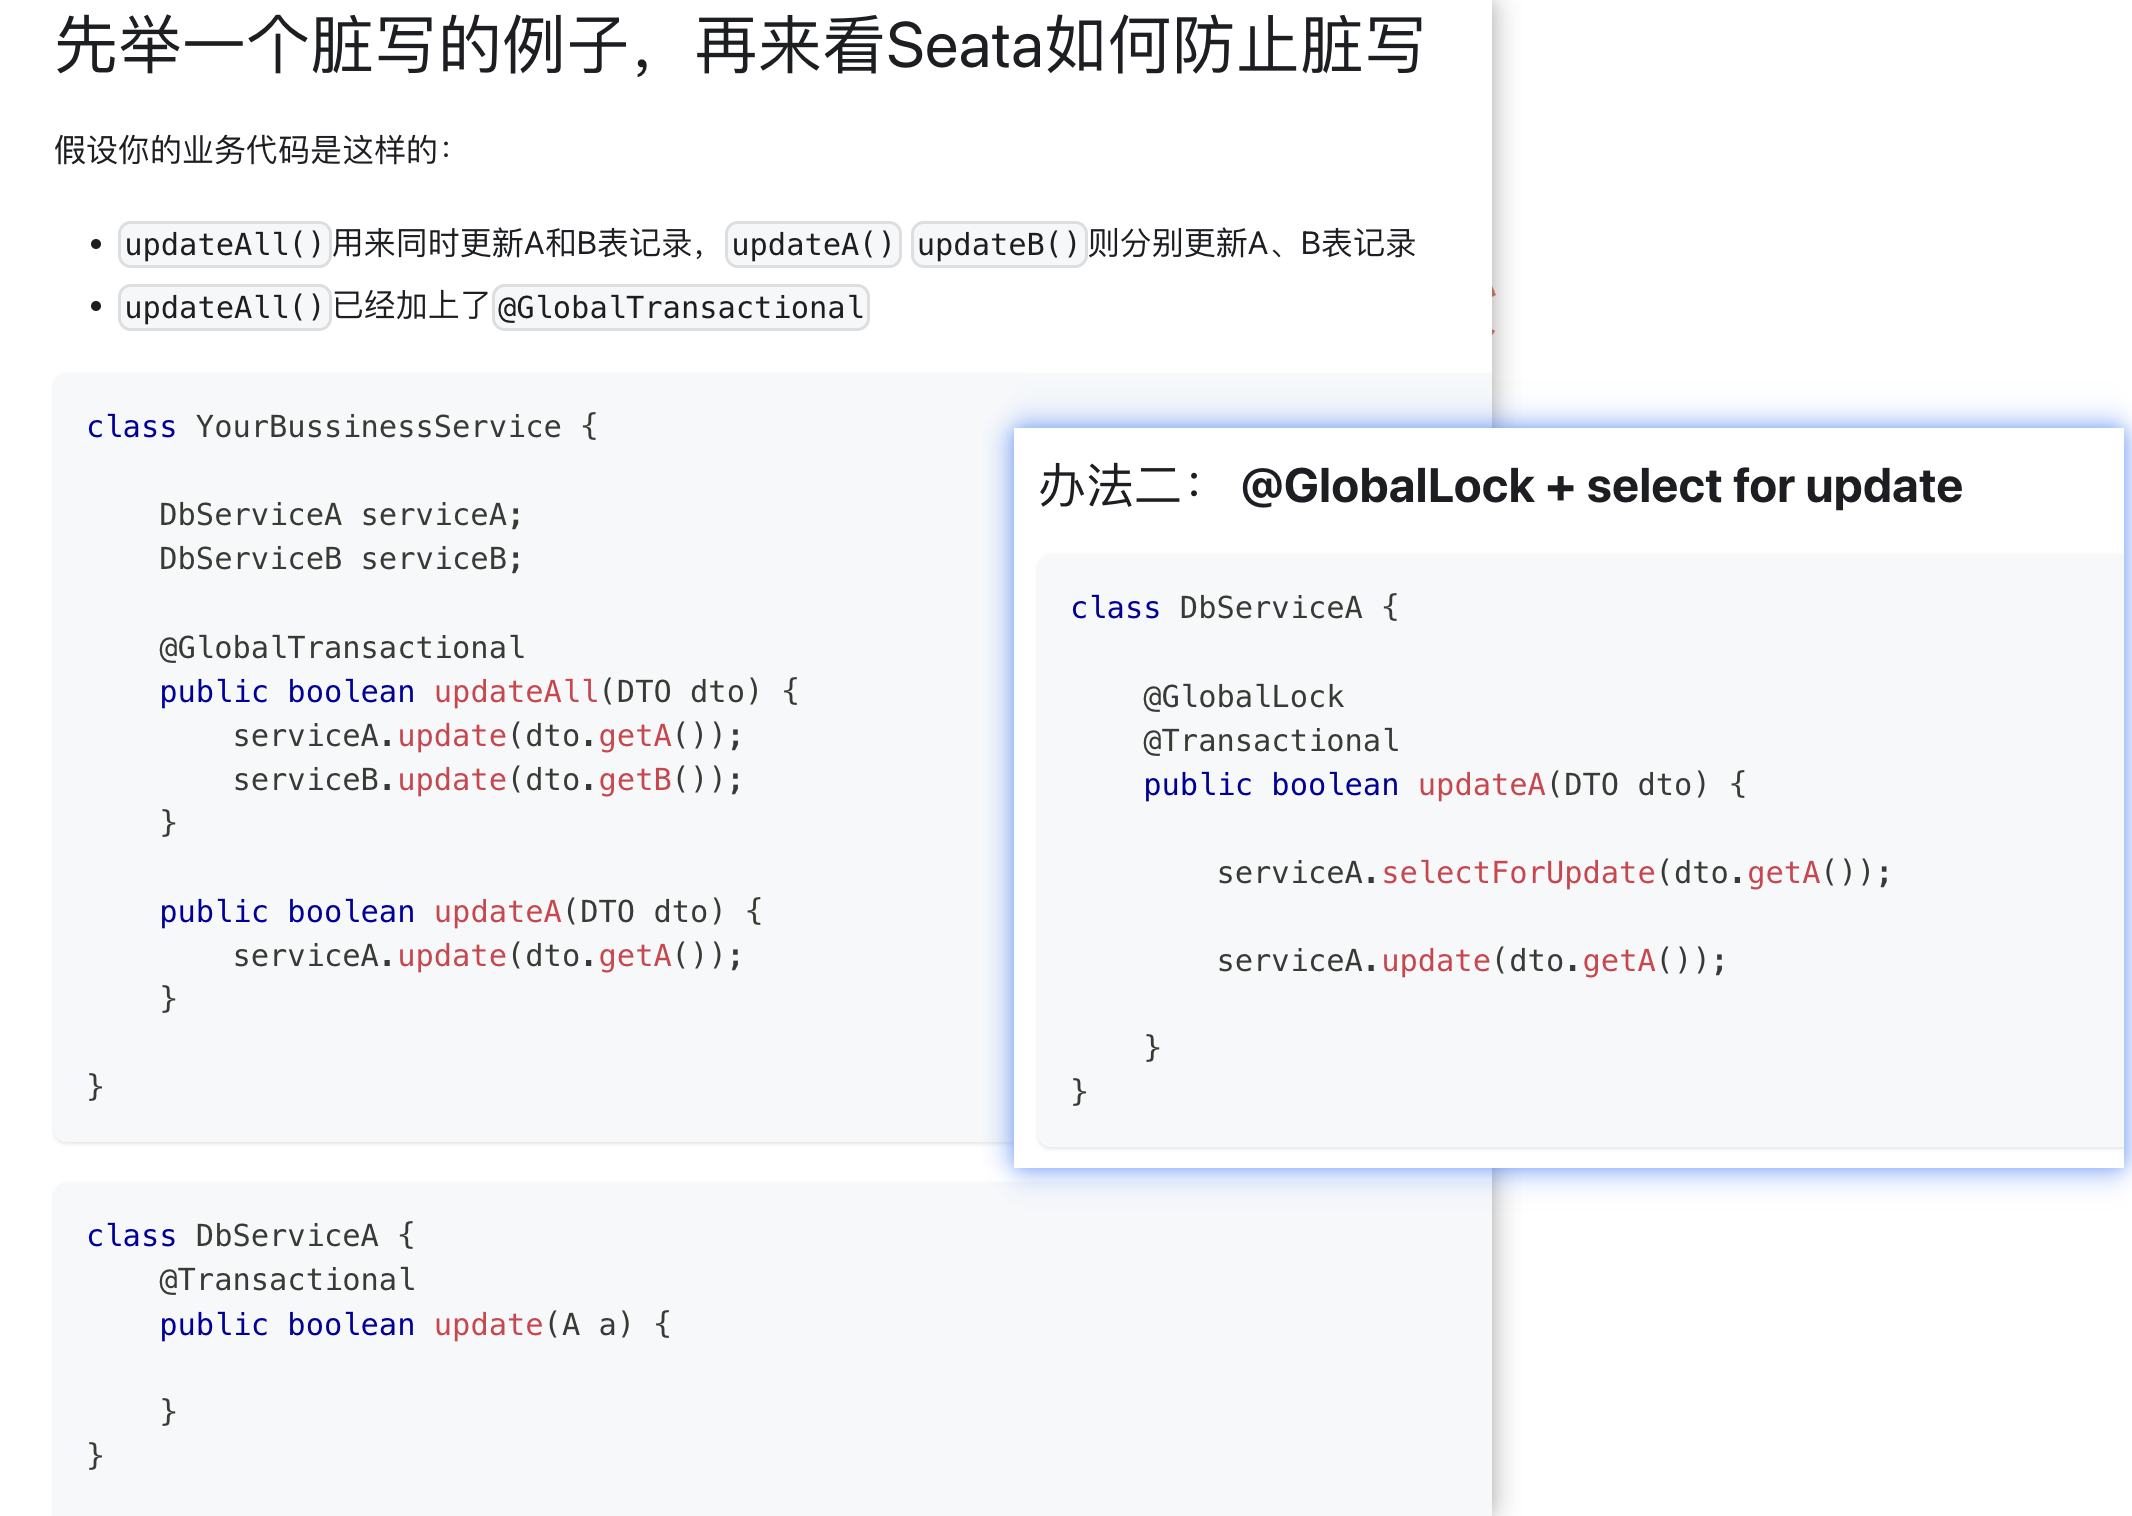 先举一个脏写的例子，再来看Seata如何防止脏写
假设你的业务代码是这样的：
• updateAll()用来同时更新A和B表记录，updateA() updateB()则分别更新A、B表记录
• updateAll()已经加上了@GlobalTransactional
class YourBussinessService {
DbServiceA serviceA;
DbServiceB serviceB;
@GlobalTransactional
public boolean updateAll(DTO dto) {
serviceA.update(dto.getA());
serviceB.update(dto.getB());
}
public boolean updateA(DTO dto) {
serviceA.update(dto.getA());
}
}
class DbServiceA {
@Transactional
public boolean update(A a) {
}
}
办法二： @GlobalLock + select for update
class DbServiceA {
@GlobalLock
@Transactional
public boolean updateA(DTO dto) {
serviceA.selectForUpdate(dto.getA());
serviceA.update(dto.getA());
}
}